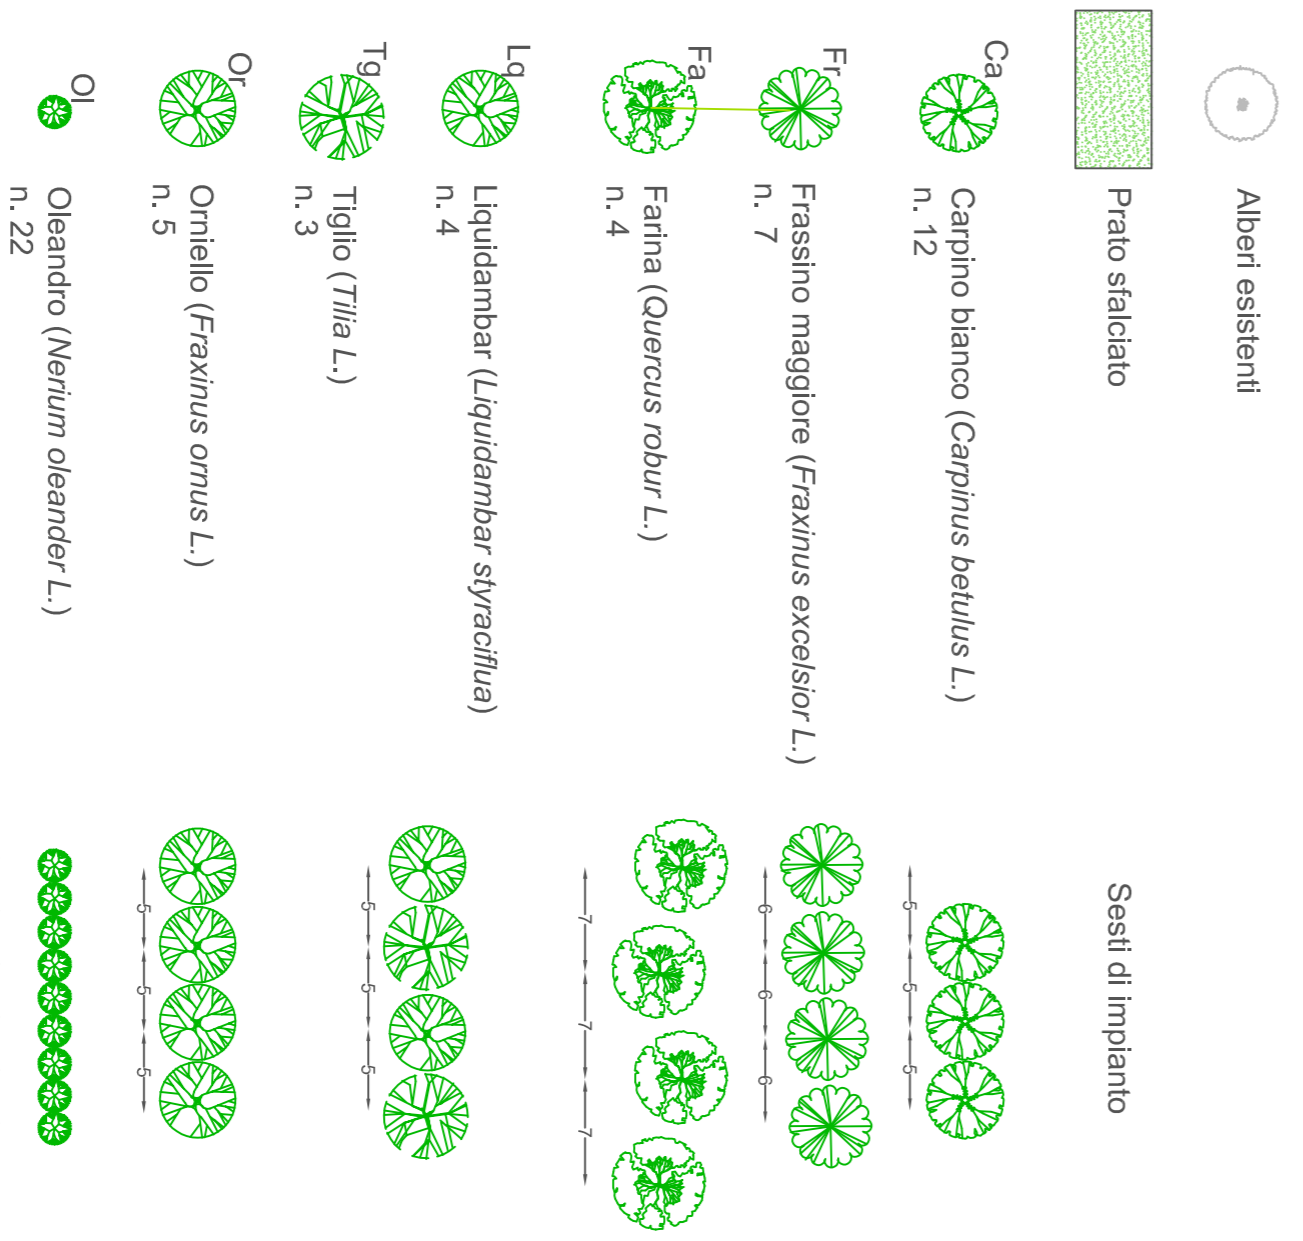 Alberi esistenti
Prato sfalciato
Sesti di impianto
Ca
Carpino bianco (Carpinus betulus L.)
n. 12
5
5
5
Fr
Frassino maggiore (Fraxinus excelsior L.)
n. 7
6
6
6
Fa
Farina (Quercus robur L.)
n. 4
7
7
7
Lq
Liquidambar (Liquidambar styraciflua)
n. 4
Tg
Tiglio (Tilia L.)
n. 3
5
5
5
Or
Orniello (Fraxinus ornus L.)
n. 5
5
5
5
Ol
Oleandro (Nerium oleander L.)
n. 22